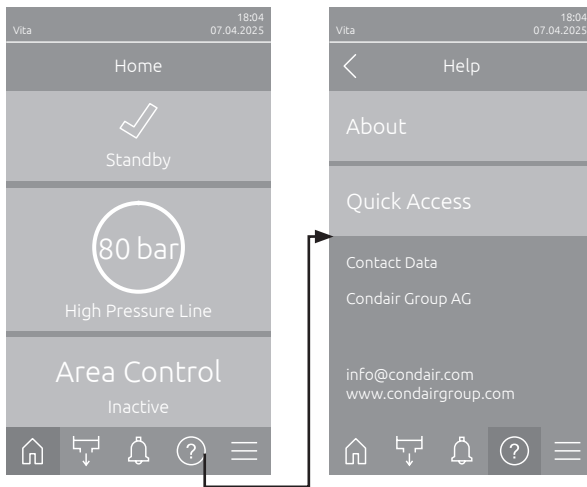 18:04
Vita 07.04.2025
Home
Standby
80 bar
High Pressure Line
Area Control
Inactive
?
18:04
Vita 07.04.2025
Help
About
Quick Access
Contact Data
Condair Group AG
info@condair.com
www.condairgroup.com
?